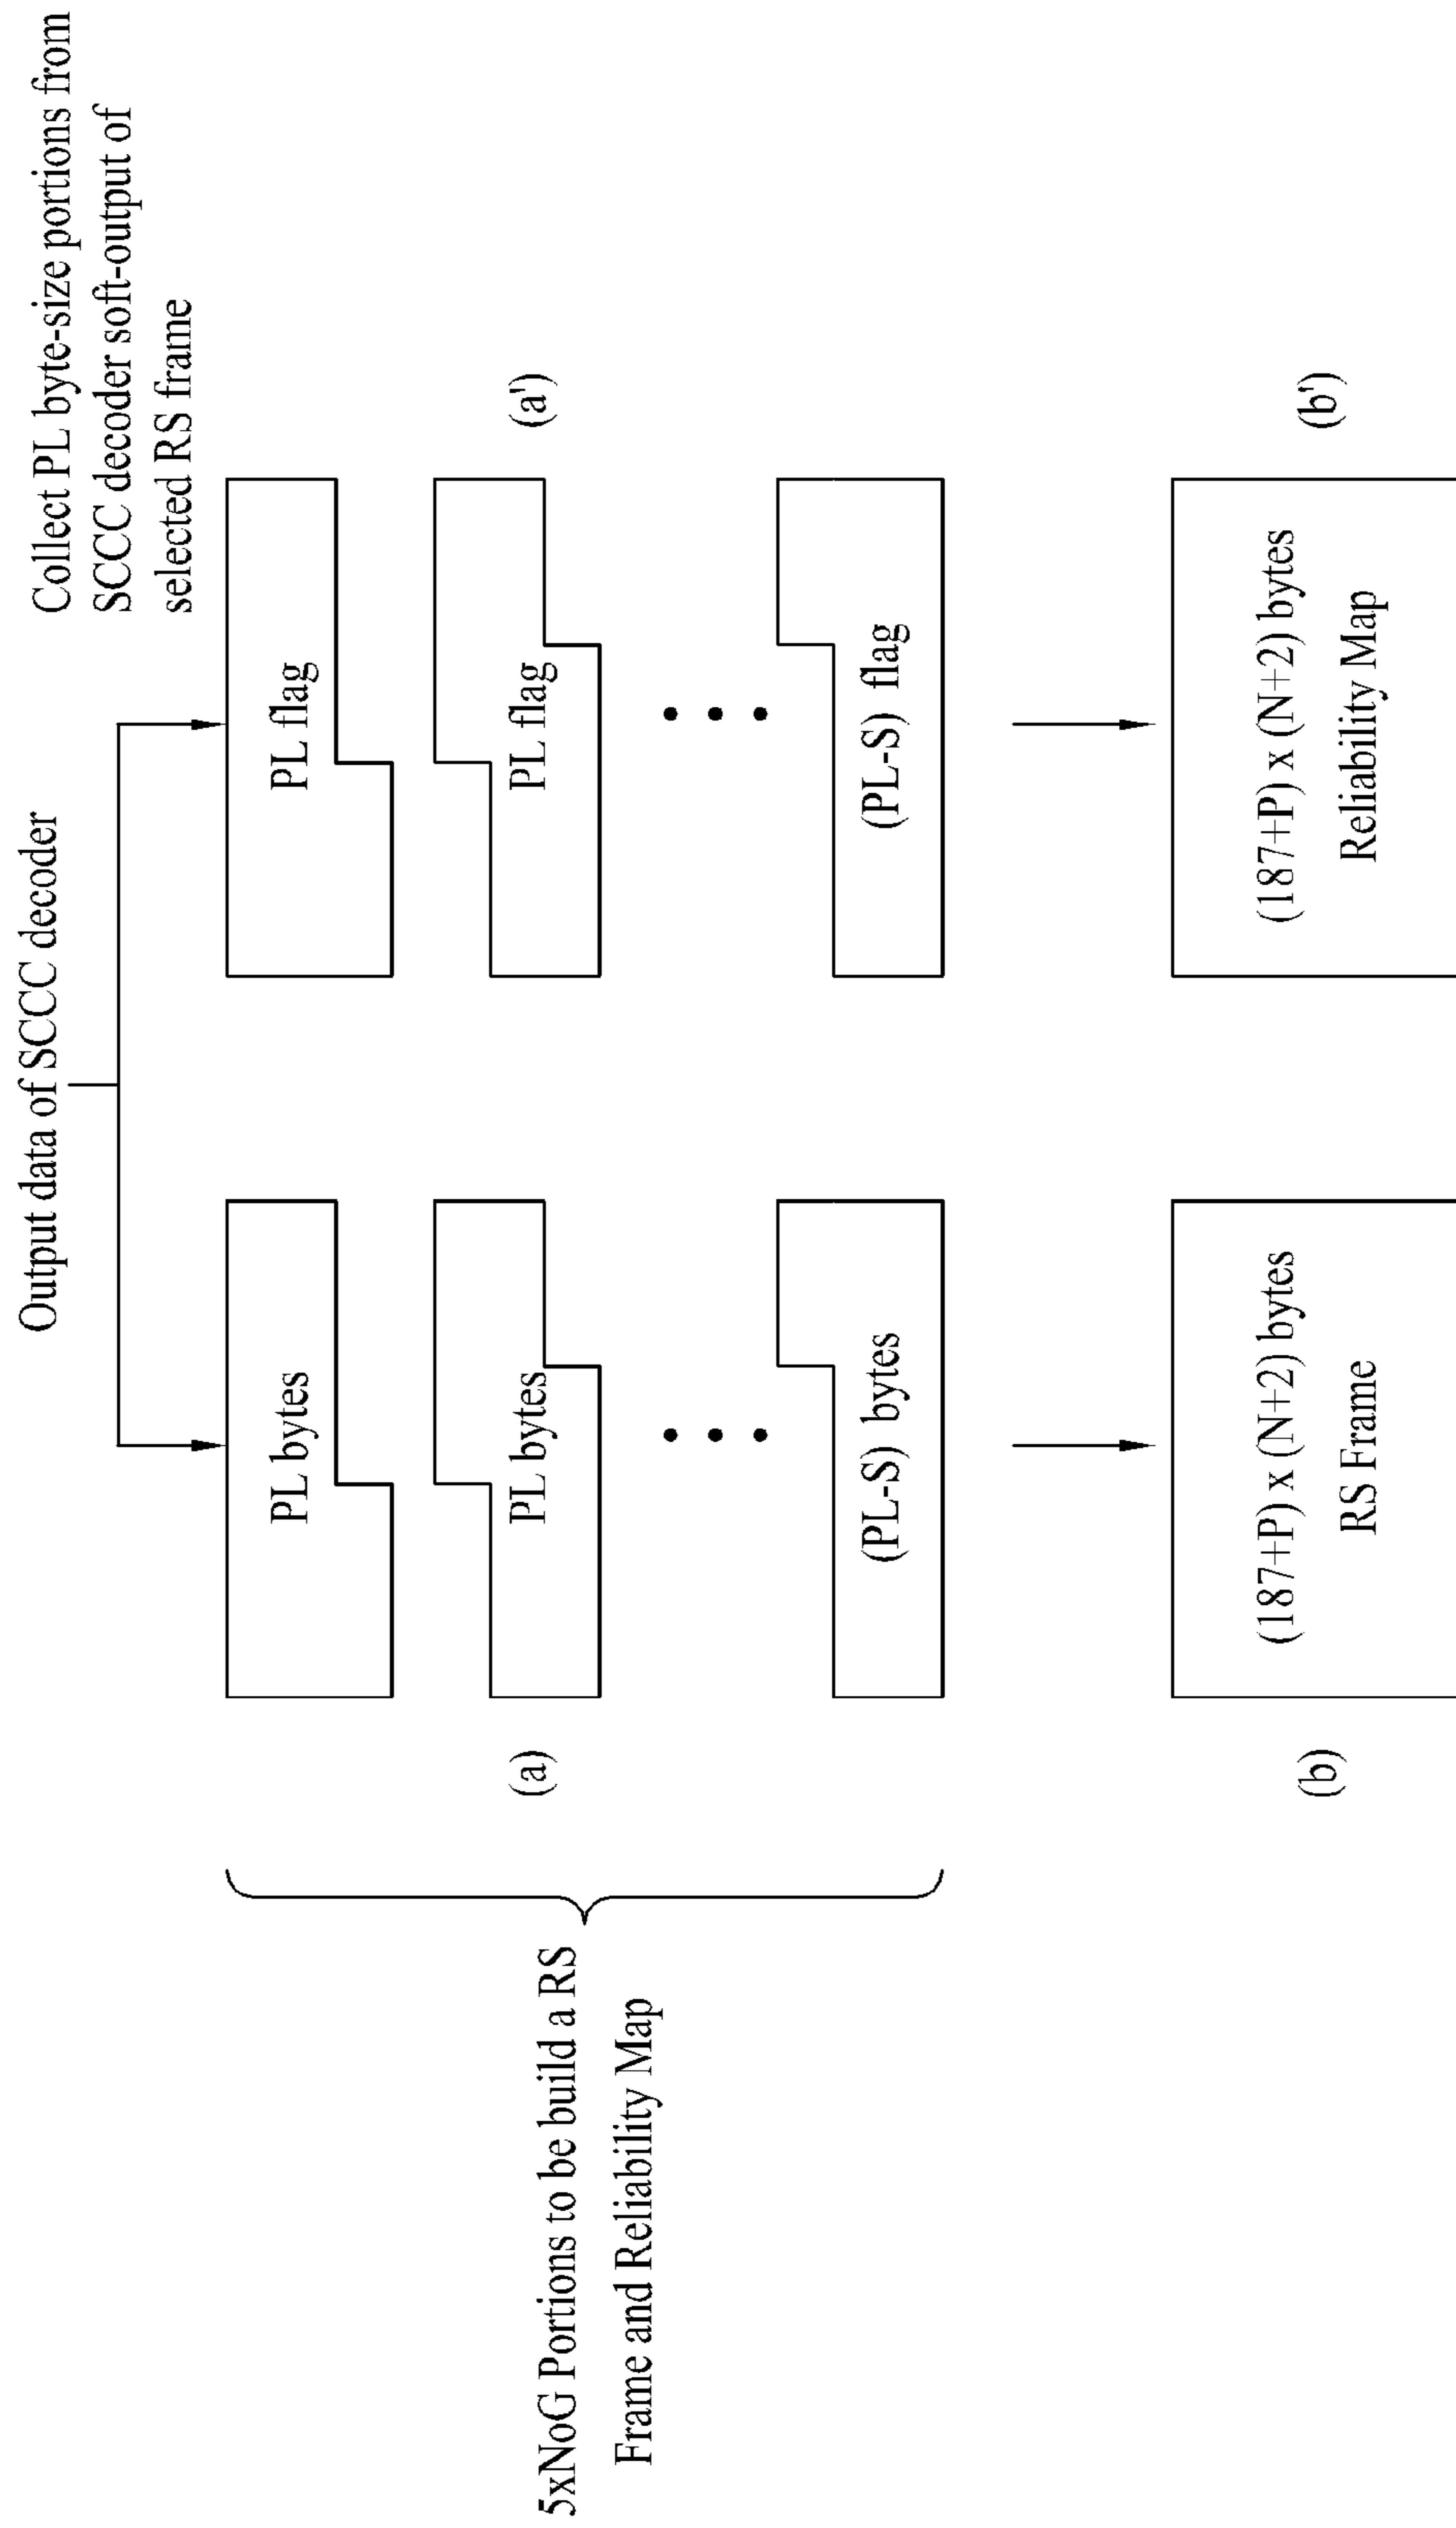 Output data of SCCC decoder
Collect PL byte-size portions from
SCCC decoder soft-output of
selected RS frame
5xNoG Portions to be build a RS
Frame and Reliability Map
(a)
PL bytes
PL bytes
(PL-S) bytes
PL flag
PL flag
(PL-S) flag
(a')
(b)
(187+P) x (N+2) bytes
RS Frame
(187+P) x (N+2) bytes
Reliability Map
(b')